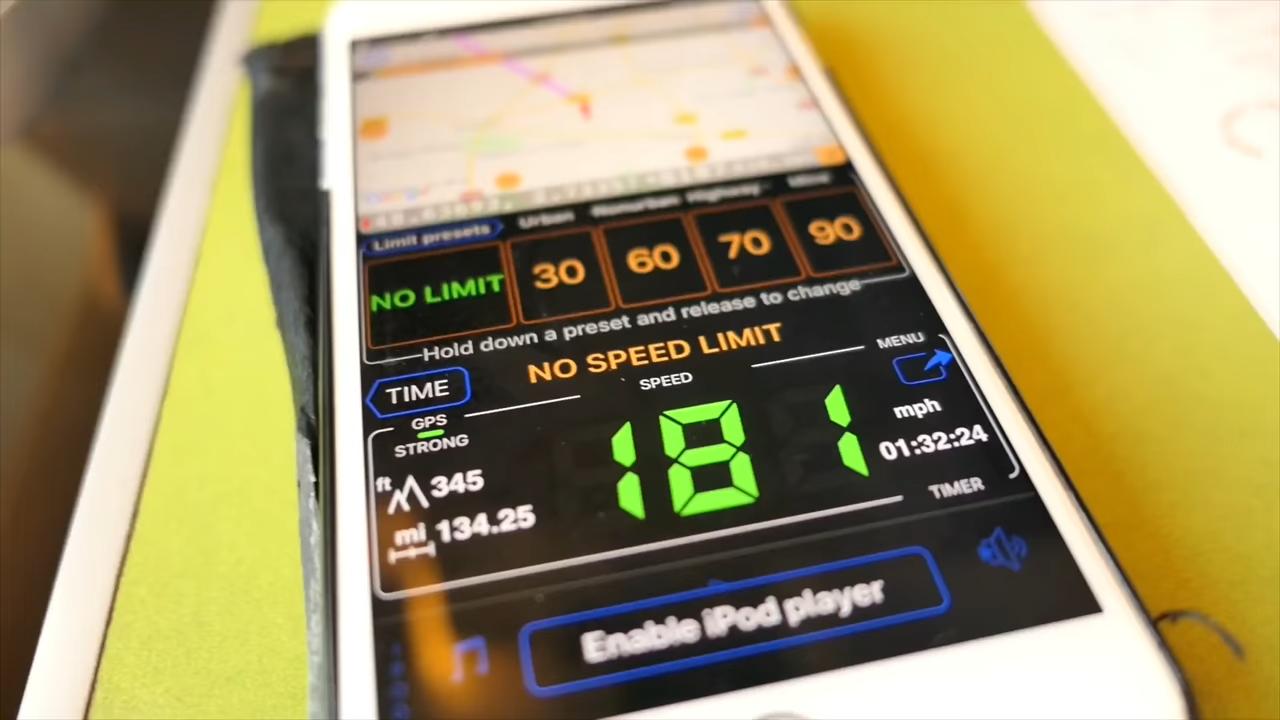 Urban Nonurban Highway
Limit presets
NO LIMIT 30 60 70 90
Hold down a preset and release to change
NO SPEED LIMIT
TIME SPEED MENU
GPS
STRONG
181 mph
ft 345 01:32:24
mi 134.25 TIMER
Enable iPod player